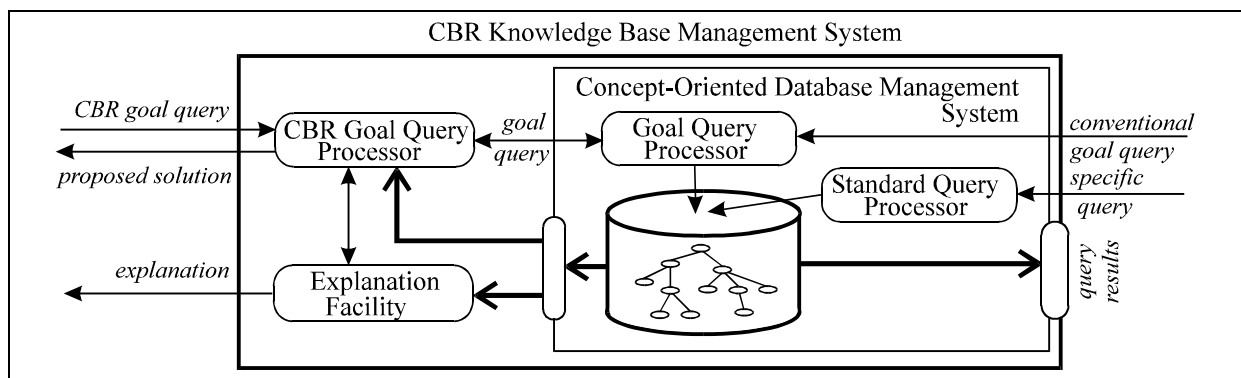 CBR Knowledge Base Management System
Concept-Oriented Database Management
System
CBR goal query
proposed solution
CBR Goal Query
Processor
goal
query
Goal Query
Processor
conventional
goal query
specific
query
Standard Query
Processor
explanation
Explanation
Facility
query
results